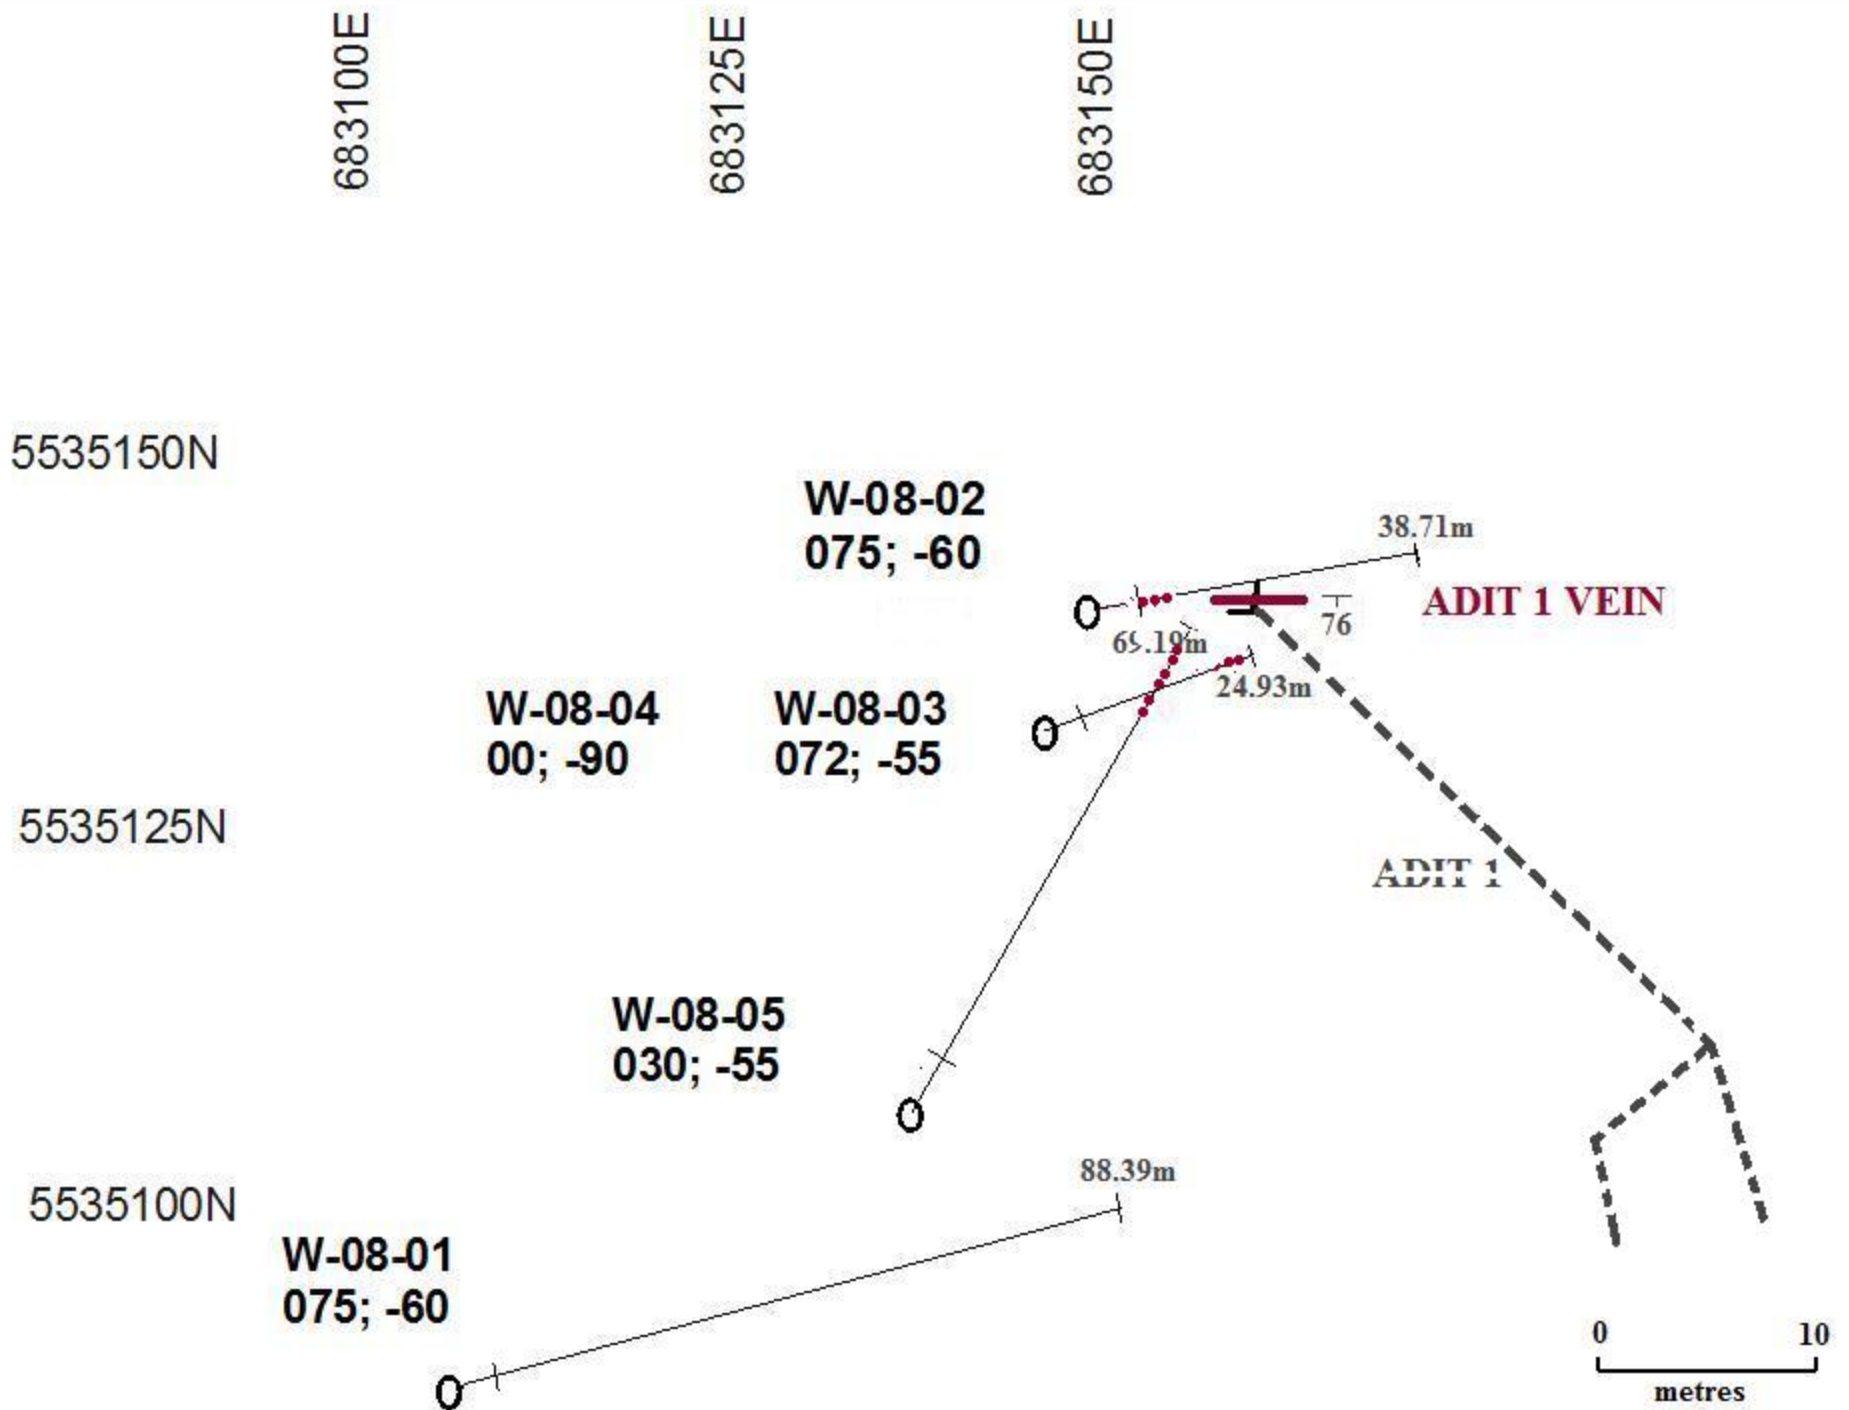 683100E
683125E
683150E
5535150N
W-08-02
075; -60
38.71m
ADIT 1 VEIN
76
24.93m
W-08-04
00; -90
W-08-03
072; -55
5535125N
ADIT 1
W-08-05
030; -55
88.39m
5535100N
W-08-01
075; -60
0 10
metres